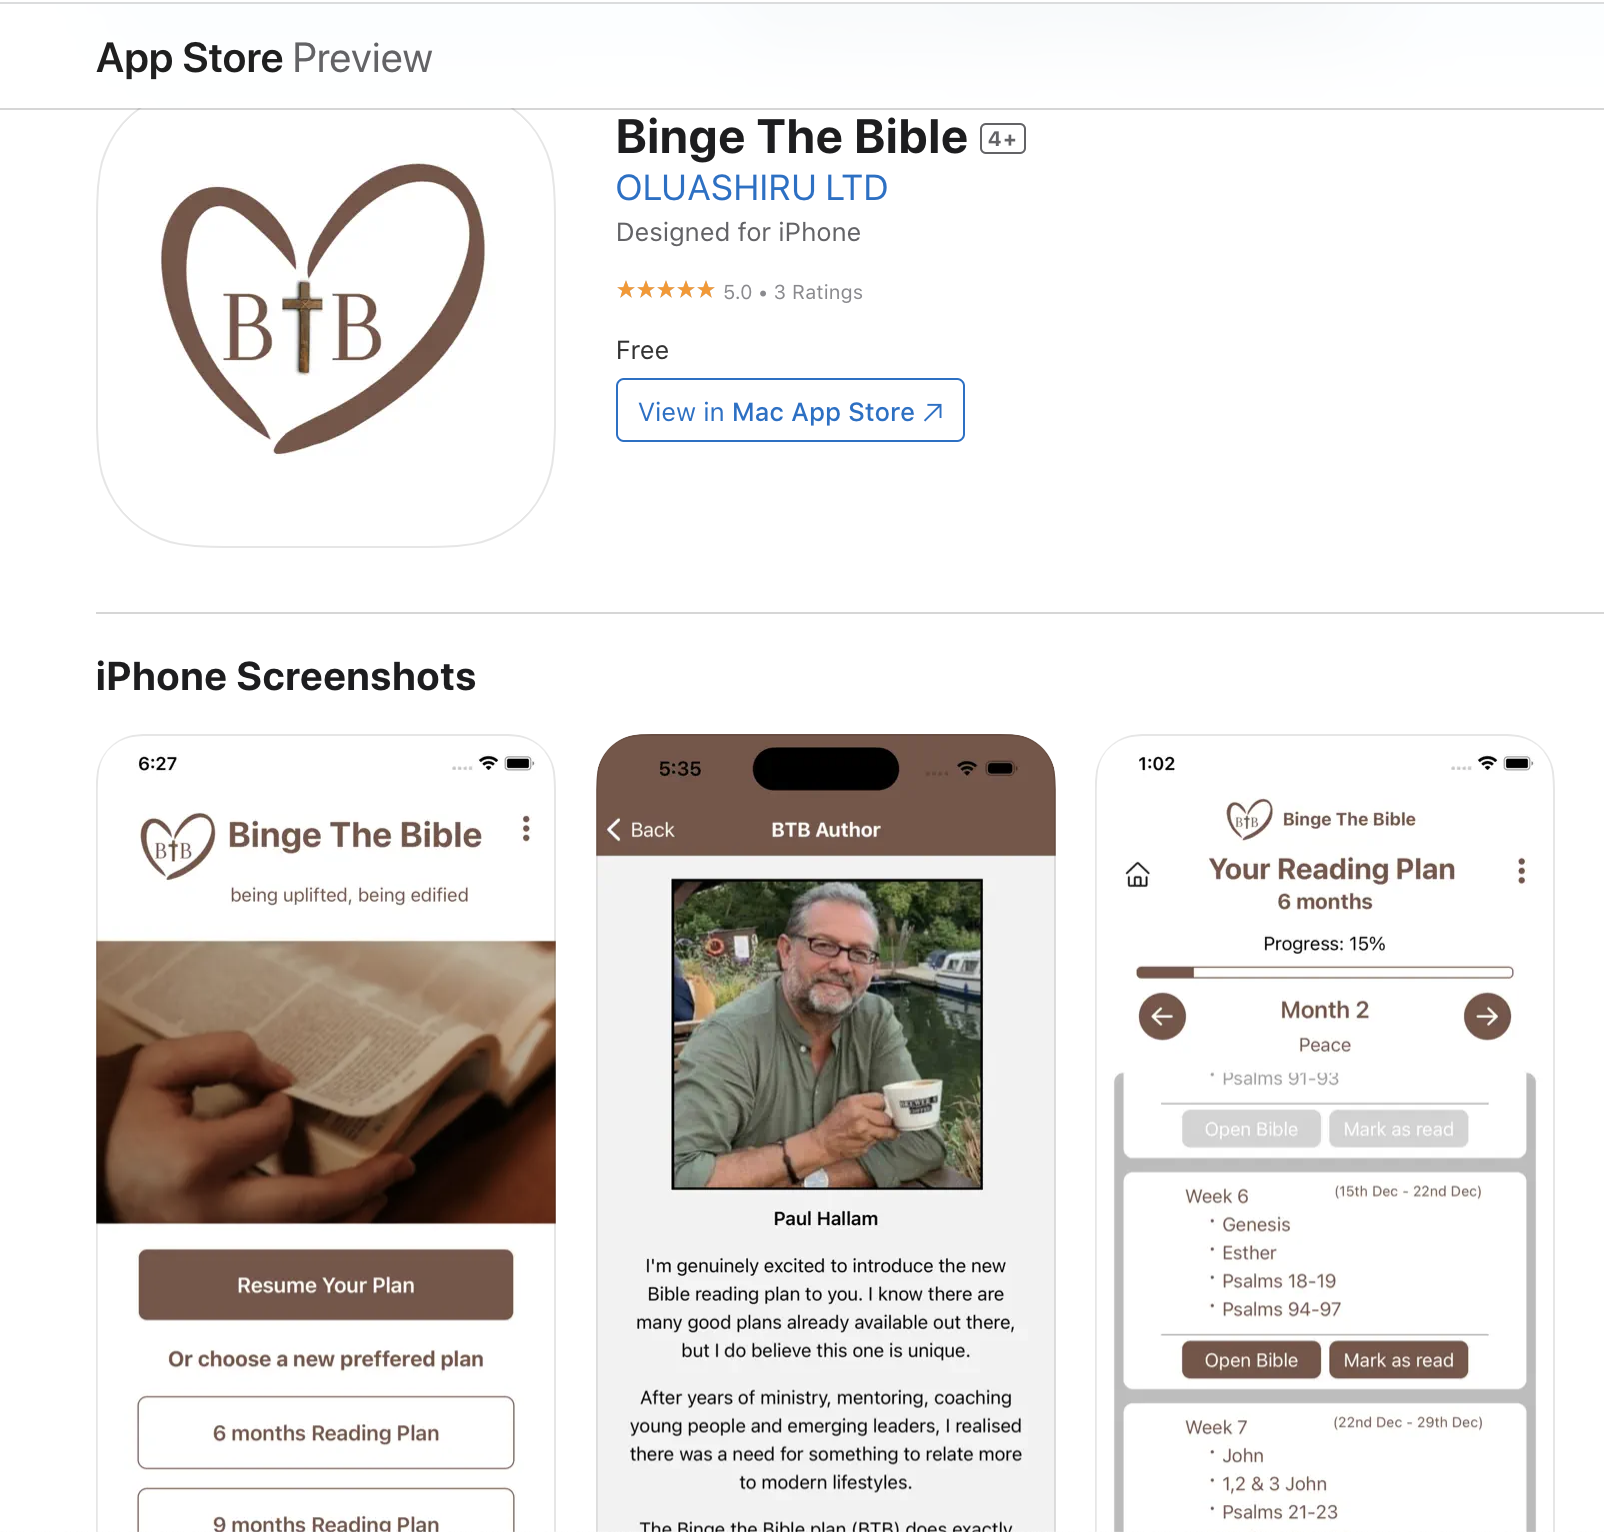 App Store Preview
B B
Binge The Bible 4+
OLUASHIRU LTD
Designed for iPhone
★★★★★ 5.0 • 3 Ratings
Free
View in Mac App Store ↗
iPhone Screenshots
6:27
BtB
Binge The Bible
being uplifted, being edified
Resume Your Plan
Or choose a new preffered plan
6 months Reading Plan
9 months Reading Plan
5:35
Back
BTB Author
Paul Hallam
I'm genuinely excited to introduce the new
Bible reading plan to you. I know there are
many good plans already available out there,
but I do believe this one is unique.
After years of ministry, mentoring, coaching
young people and emerging leaders, I realised
there was a need for something to relate more
to modern lifestyles.
The Binge the Bible plan (BTB) does exactly
1:02
BtB
Binge The Bible
Your Reading Plan
6 months
Progress: 15%
Month 2
Peace
• Psalms 91-93
Open Bible Mark as read
Week 6 (15th Dec - 22nd Dec)
• Genesis
• Esther
• Psalms 18-19
• Psalms 94-97
Open Bible Mark as read
Week 7 (22nd Dec - 29th Dec)
• John
• 1,2 & 3 John
• Psalms 21-23